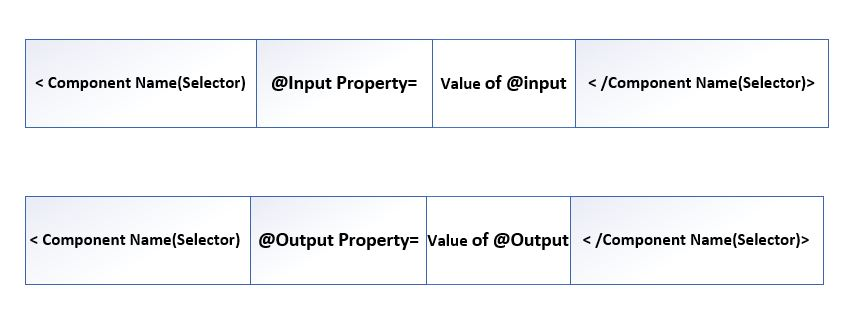 < Component Name(Selector) @Input Property= Value of @input < /Component Name(Selector)>
< Component Name(Selector) @Output Property= Value of @Output < /Component Name(Selector)>